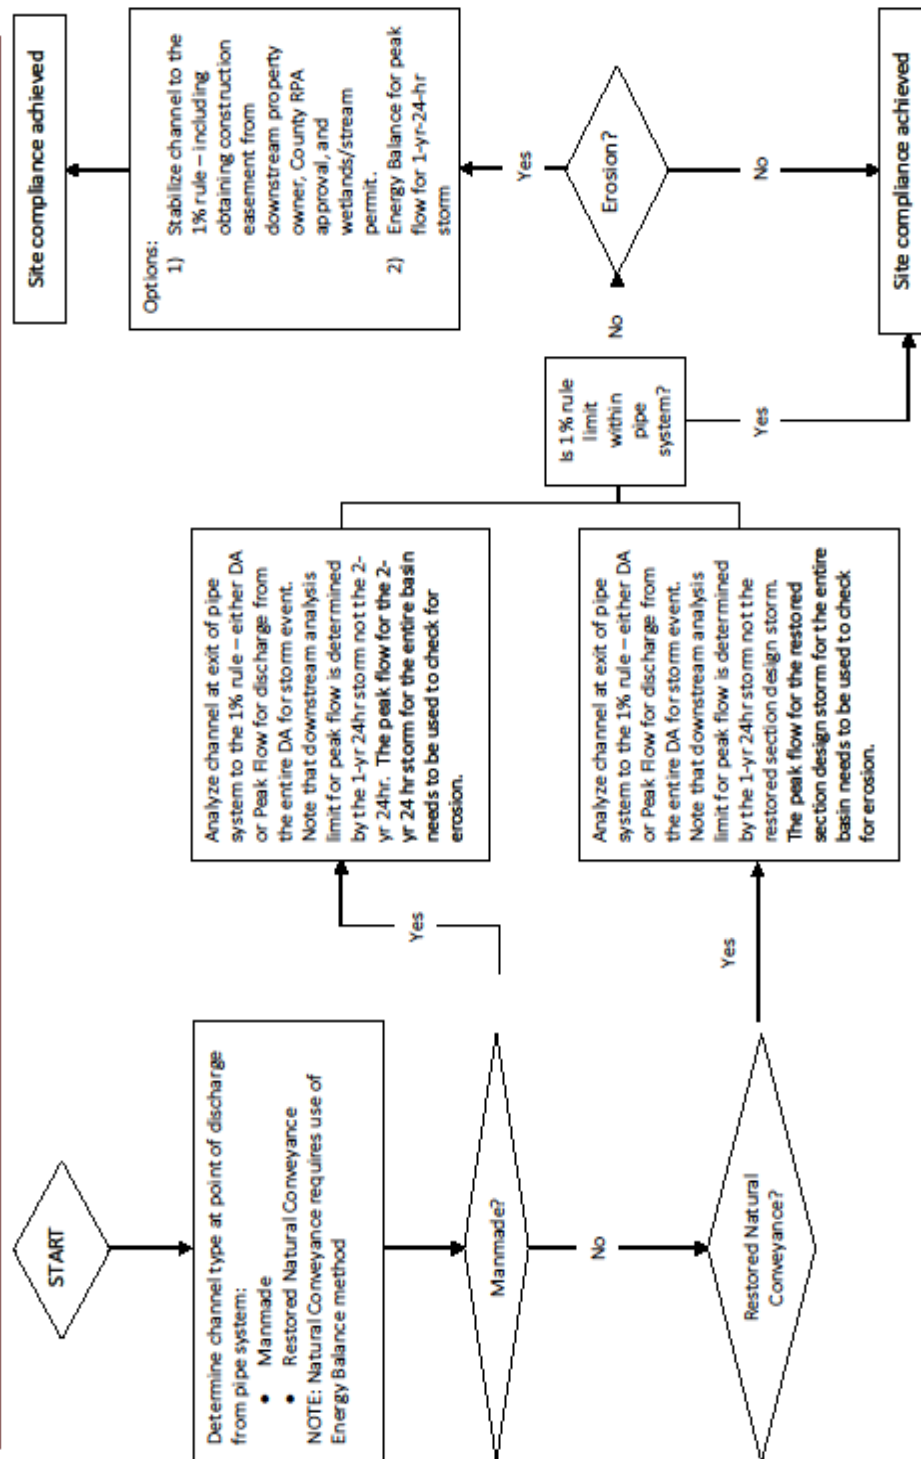 START
Determine channel type at point of discharge
from pipe system:
• Manmade
• Restored Natural Conveyance
NOTE: Natural Conveyance requires use of
Energy Balance method
Manmade?
Yes
No
Restored Natural
Conveyance?
Yes
Analyze channel at exit of pipe
system to the 1% rule – either DA
or Peak Flow for discharge from
the entire DA for storm event.
Note that downstream analysis
limit for peak flow is determined
by the 1-yr 24hr storm not the 2-
yr 24hr. The peak flow for the 2-
yr 24 hr storm for the entire basin
needs to be used to check for
erosion.
Analyze channel at exit of pipe
system to the 1% rule – either DA
or Peak Flow for discharge from
the entire DA for storm event.
Note that downstream analysis
limit for peak flow is determined
by the 1-yr 24hr storm not the
restored section design storm.
The peak flow for the restored
section design storm for the entire
basin needs to be used to check
for erosion.
Is 1% rule
limit
within
pipe
system?
No
Yes
Erosion?
Yes
No
Options:
1) Stabilize channel to the
1% rule – including
obtaining construction
easement from
downstream property
owner, County RPA
approval, and
wetlands/stream
permit.
2) Energy Balance for peak
flow for 1-yr-24-hr
storm
Site compliance achieved
Site compliance achieved